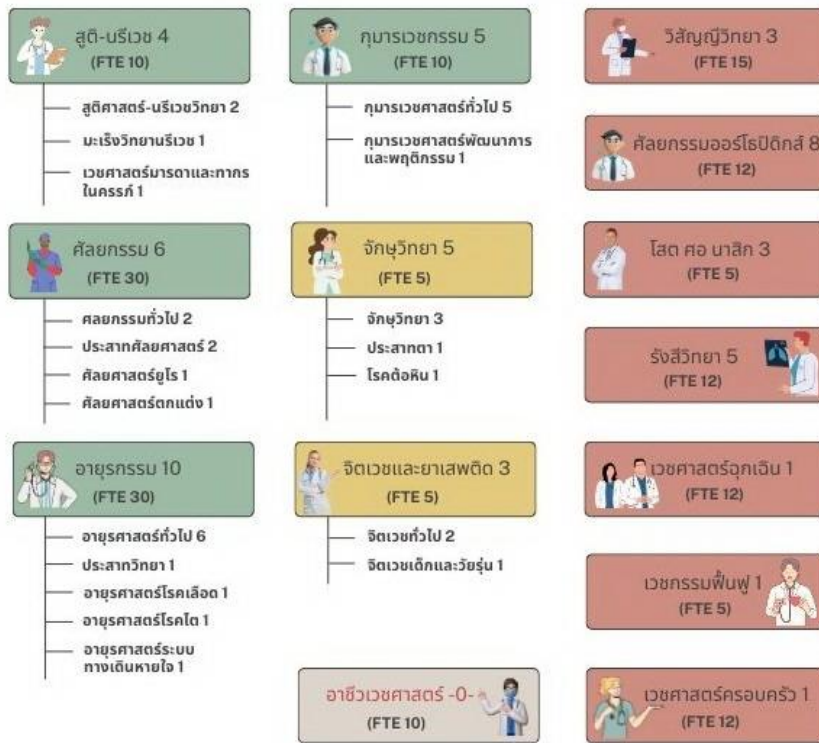 สูติ-นรีเวช 4
(FTE 10)
สูติศาสตร์-นรีเวชวิทยา 2
มะเร็งวิทยานรีเวช 1
เวชศาสตร์มารดาและทารก
ในครรภ์ 1
ศัลยกรรม 6
(FTE 30)
ศลยกรรมทั่วไป 2
ประสาทศัลยศาสตร์ 2
ศัลยศาสตร์ยูโร 1
ศัลยศาสตร์ตกแต่ง 1
อายุรกรรม 10
(FTE 30)
อายุรศาสตร์ทั่วไป 6
ประสาทวิทยา 1
อายุรศาสตร์โรคเลือด 1
อายุรศาสตร์โรคไต 1
อายุรศาสตร์ระบบ
ทางเดินหายใจ 1
กุมารเวชกรรม 5
(FTE 10)
กุมารเวชศาสตร์ทั่วไป 5
กุมารเวชศาสตร์พัฒนาการ
และพฤติกรรม 1
จักษุวิทยา 5
(FTE 5)
จักษุวิทยา 3
ประสาทตา 1
โรคต้อหิน 1
จิตเวชและยาเสพติด 3
(FTE 5)
จิตเวชทั่วไป 2
จิตเวชเด็กและวัยรุ่น 1
อาชีวเวชศาสตร์ -0-
(FTE 10)
วิสัญญีวิทยา 3
(FTE 15)
ศัลยกรรมออร์โธปิดิกส์ 8
(FTE 12)
โสต ศอ นาสิก 3
(FTE 5)
รังสีวิทยา 5
(FTE 12)
เวชศาสตร์ฉุกเฉิน 1
(FTE 12)
เวชกรรมฟื้นฟู 1
(FTE 5)
เวชศาสตร์ครอบครัว 1
(FTE 12)